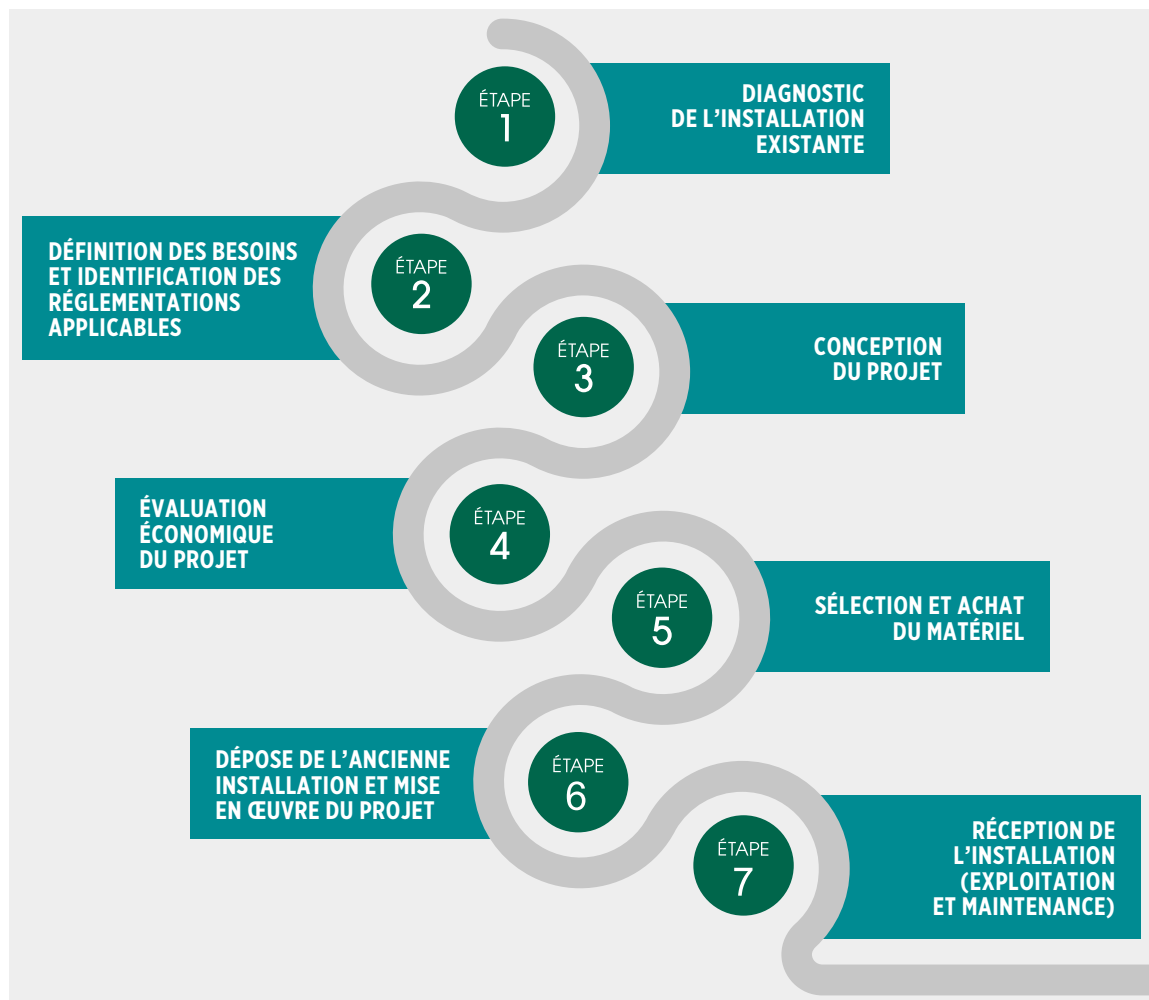 ÉTAPE
1
DIAGNOSTIC
DE L’INSTALLATION
EXISTANTE
ÉTAPE
2
DÉFINITION DES BESOINS
ET IDENTIFICATION DES
RÉGLEMENTATIONS
APPLICABLES
ÉTAPE
3
CONCEPTION
DU PROJET
ÉTAPE
4
ÉVALUATION
ÉCONOMIQUE
DU PROJET
ÉTAPE
5
SÉLECTION ET ACHAT
DU MATÉRIEL
ÉTAPE
6
DÉPOSE DE L’ANCIENNE
INSTALLATION ET MISE
EN ŒUVRE DU PROJET
ÉTAPE
7
RÉCEPTION DE
L’INSTALLATION
(EXPLOITATION
ET MAINTENANCE)